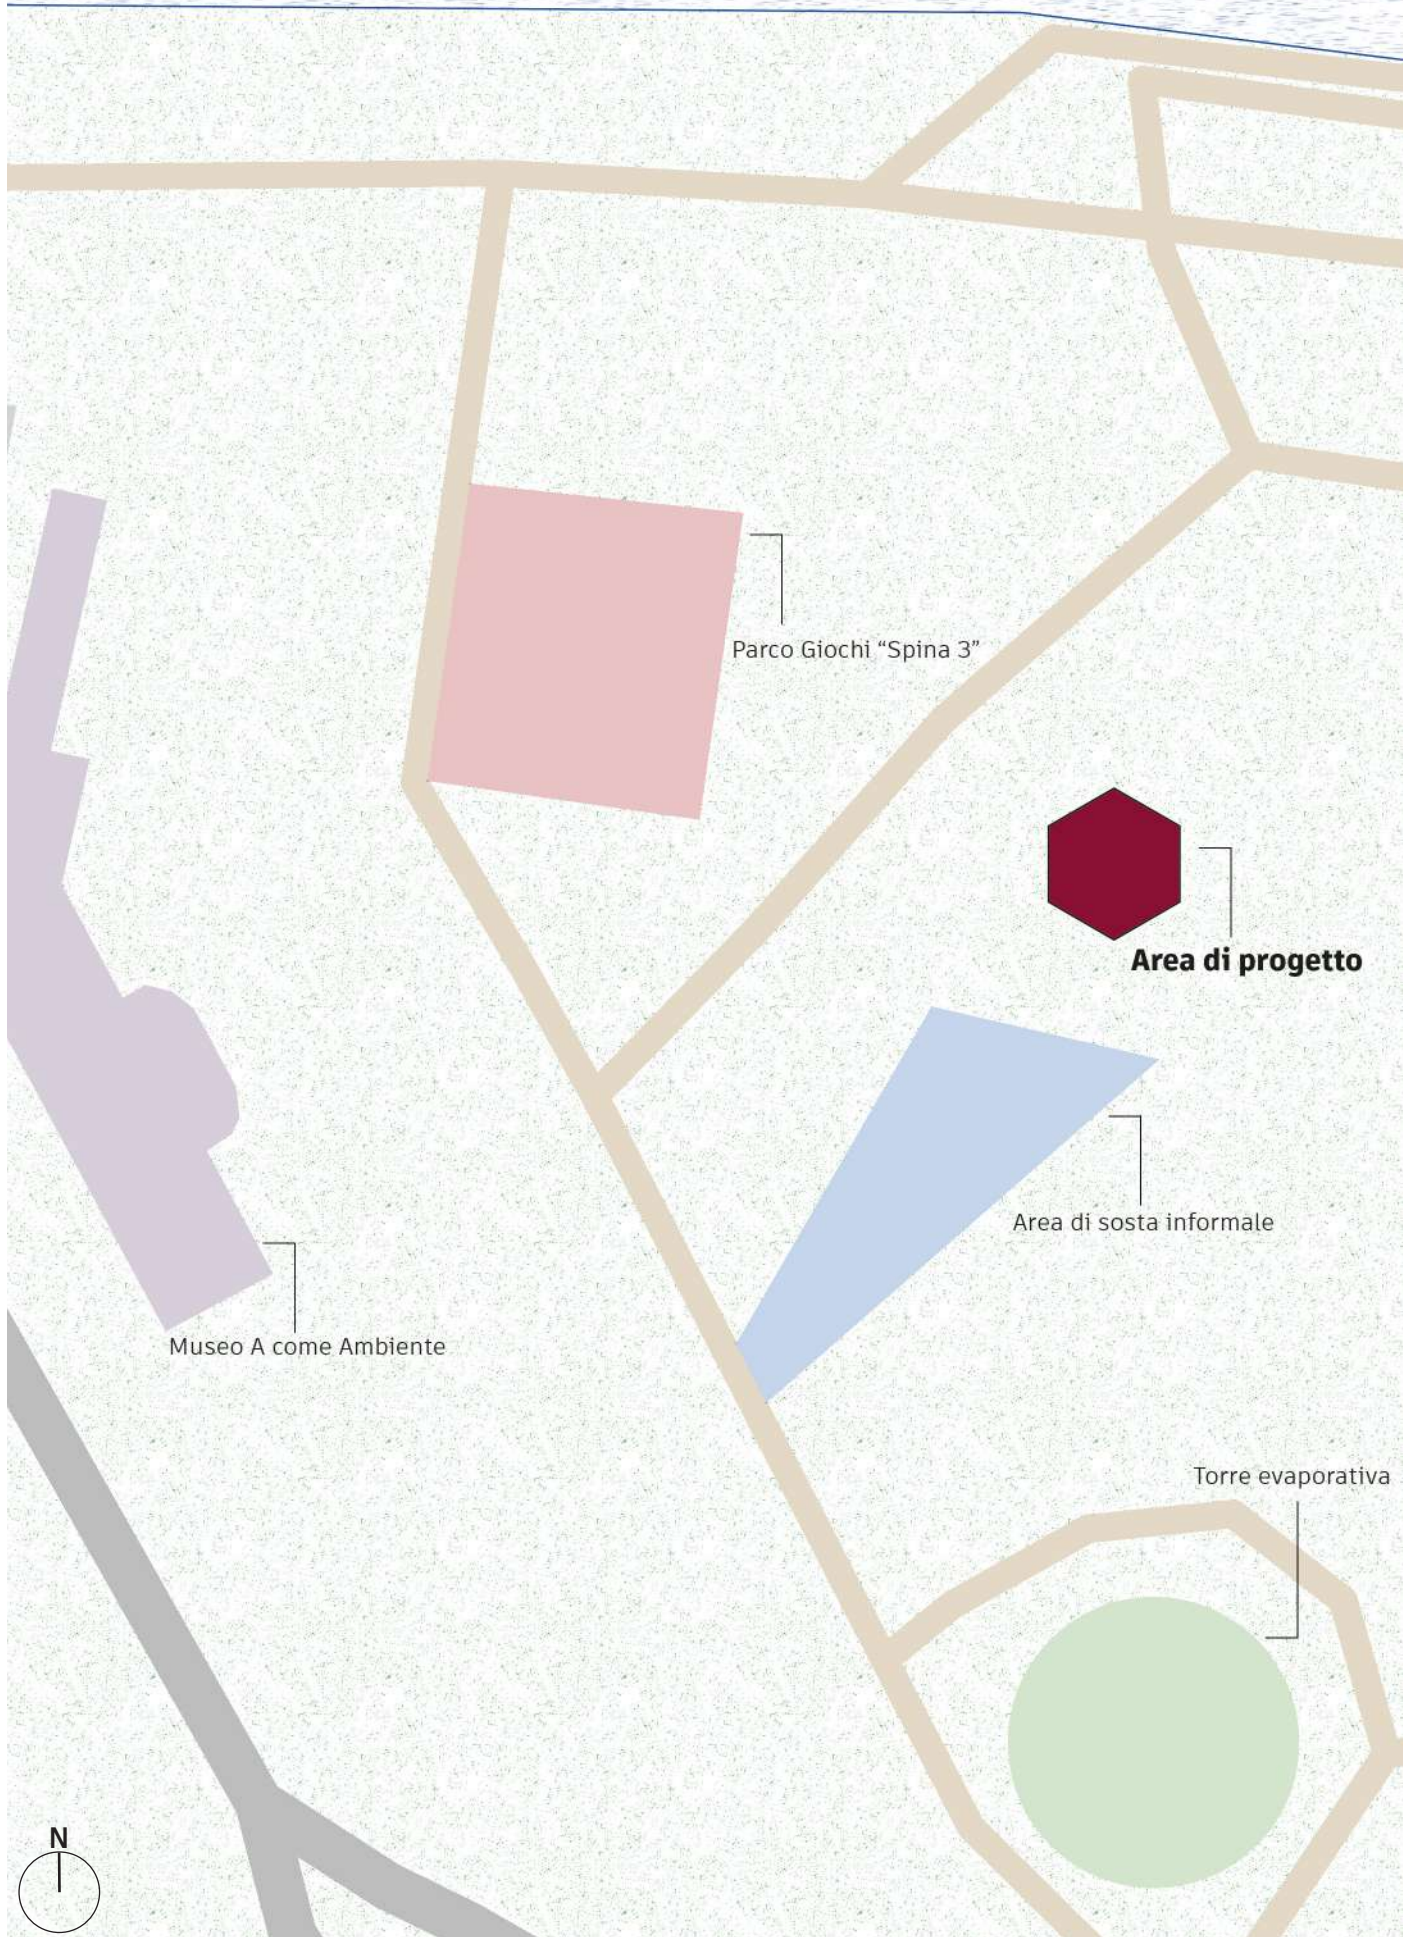 Parco Giochi “Spina 3”
Area di progetto
Area di sosta informale
Museo A come Ambiente
Torre evaporativa
N